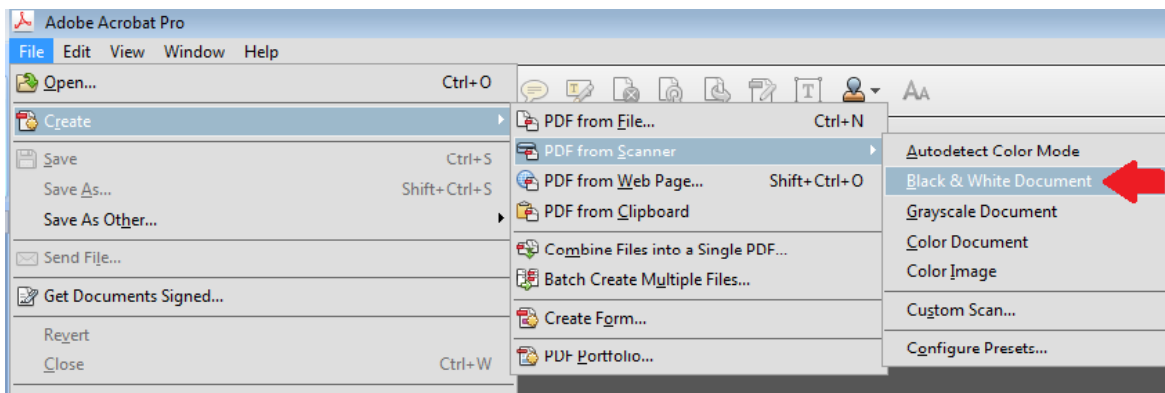 Adobe Acrobat Pro
File Edit View Window Help
Open... Ctrl+O
Create
Save Ctrl+S
Save As... Shift+Ctrl+S
Save As Other...
Send File...
Get Documents Signed...
Revert
Close Ctrl+W
T T AA
PDF from File... Ctrl+N
PDF from Scanner
PDF from Web Page... Shift+Ctrl+O
PDF from Clipboard
Combine Files into a Single PDF...
Batch Create Multiple Files...
Create Form...
PDF Portfolio...
Autodetect Color Mode
Black & White Document
Grayscale Document
Color Document
Color Image
Custom Scan...
Configure Presets...